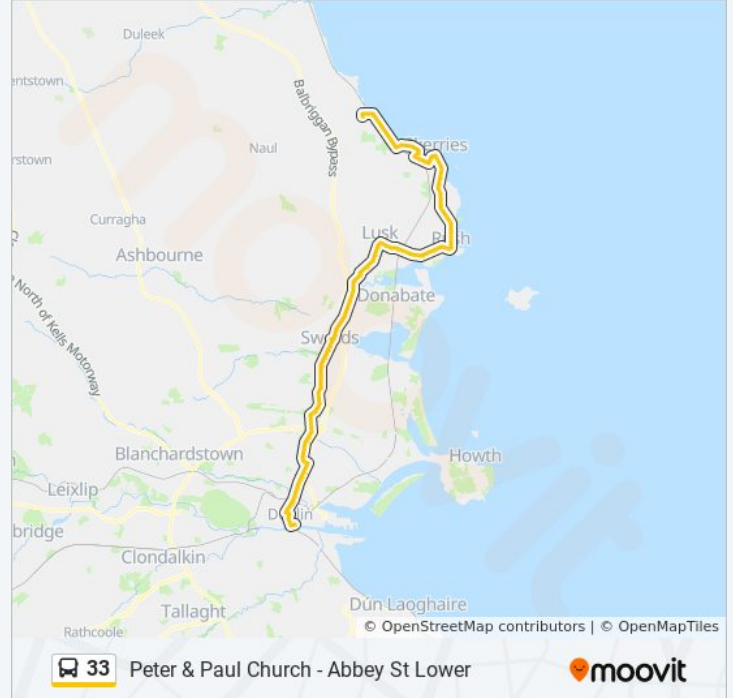 Duleek
entstown
Balbriggan Bypass
Naul
rstown
kerries
Curragha
Lusk
Rush
Ashbourne
North of Kells Motorway
Donabate
Swords
Blanchardstown
Howth
Leixlip
Dublin
bridge
Clondalkin
Dún Laoghaire
Tallaght
Rathcoole
© OpenStreetMap contributors | © OpenMapTiles
33 Peter & Paul Church - Abbey St Lower
moovit